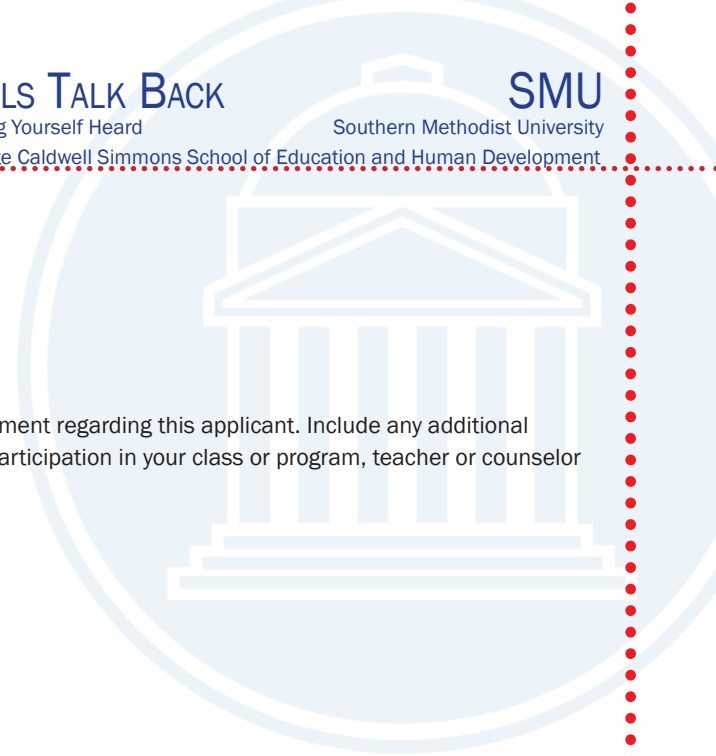 LS TALK BACK
SMU
g Yourself Heard
Southern Methodist University
e Caldwell Simmons School of Education and Human Development
ment regarding this applicant. Include any additional
articipation in your class or program, teacher or counselor